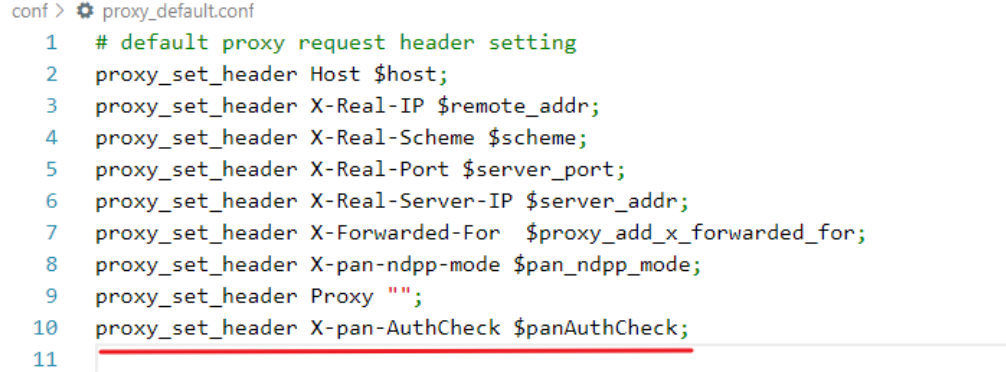 conf > proxy_default.conf
1 # default proxy request header setting
2 proxy_set_header Host $host;
3 proxy_set_header X-Real-IP $remote_addr;
4 proxy_set_header X-Real-Scheme $scheme;
5 proxy_set_header X-Real-Port $server_port;
6 proxy_set_header X-Real-Server-IP $server_addr;
7 proxy_set_header X-Forwarded-For  $proxy_add_x_forwarded_for;
8 proxy_set_header X-pan-ndpp-mode $pan_ndpp_mode;
9 proxy_set_header Proxy "";
10 proxy_set_header X-pan-AuthCheck $panAuthCheck;
11